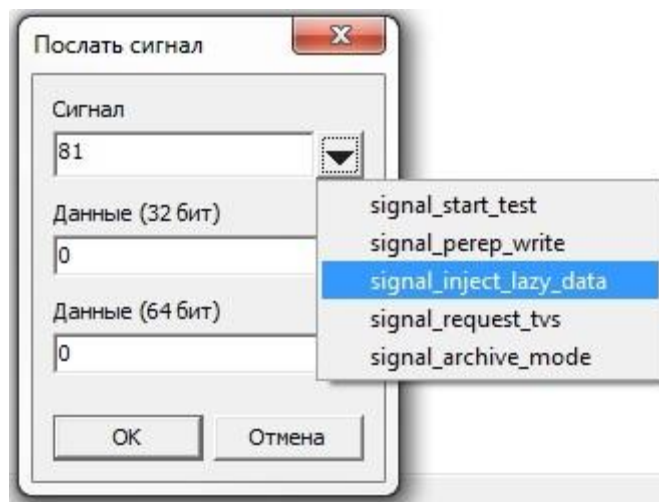 Послать сигнал
Сигнал
81
Данные (32 бит)
0
Данные (64 бит)
0
signal_start_test
signal_perep_write
signal_inject_lazy_data
signal_request_tvs
signal_archive_mode
OK
Отмена